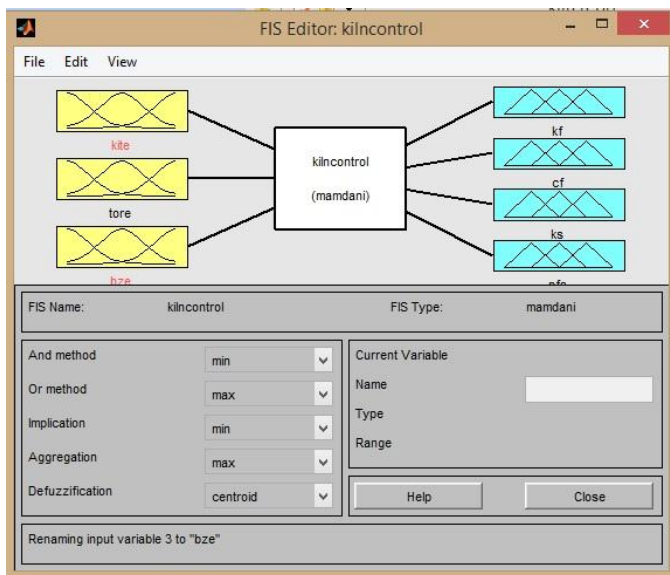 FIS Editor: kilncontrol
File Edit View
kite
tore
bze
kilncontrol
(mamdani)
kf
cf
ks
FIS Name: kilncontrol FIS Type: mamdani
And method min
Or method max
Implication min
Aggregation max
Defuzzification centroid
Current Variable
Name
Type
Range
Help Close
Renaming input variable 3 to "bze"